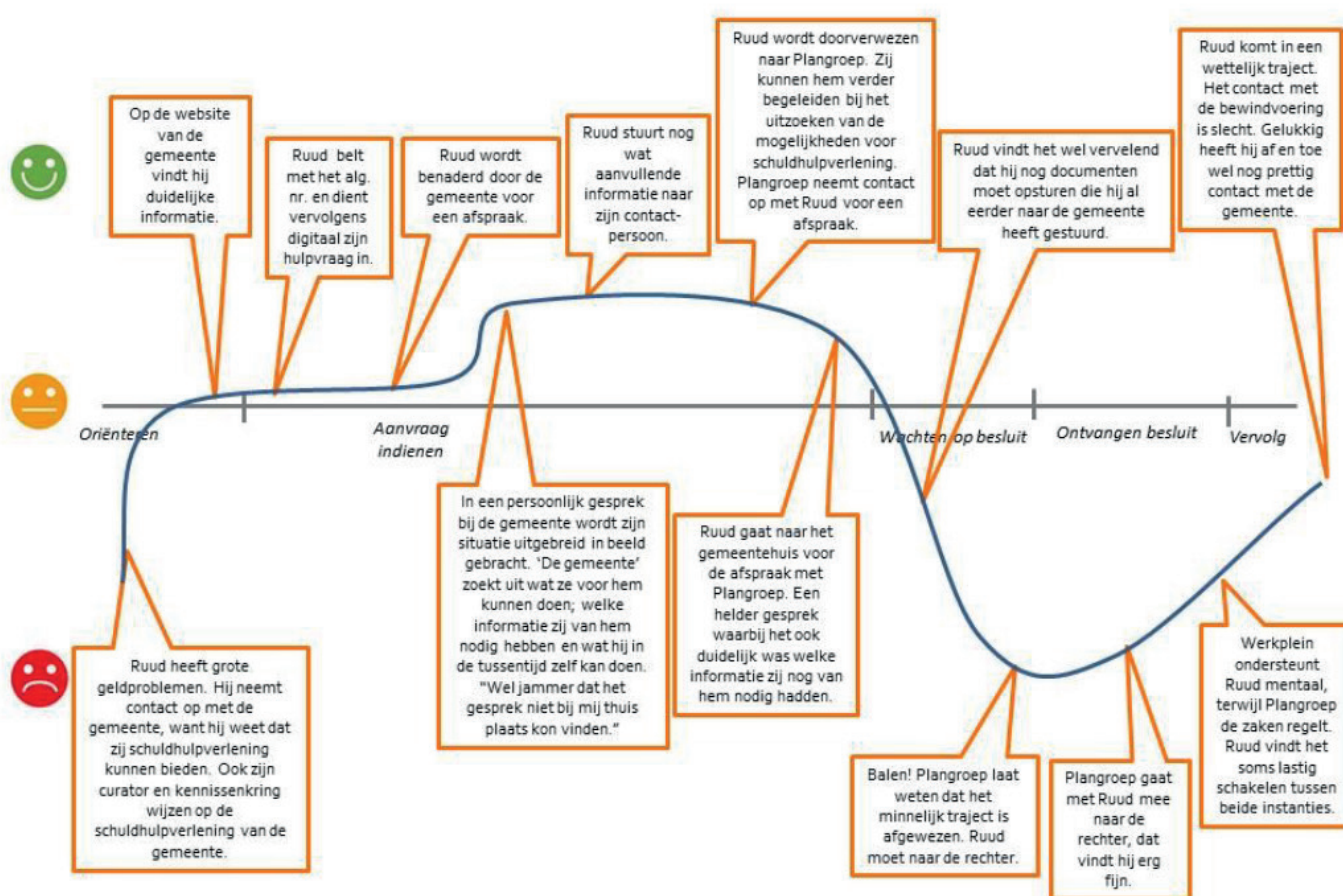 Op de website
van de
gemeente
vindt hij
duidelijke
informatie.
Ruud belt
met het alg.
nr. en dient
vervolgens
digitaal zijn
hulpvraag in.
Ruud wordt
benaderd door de
gemeente voor
een afspraak.
Ruud stuurt nog
wat
aanvullende
informatie naar
zijn contact-
persoon.
Ruud wordt doorverwezen
naar Plangroep. Zij
kunnen hem verder
begeleiden bij het
uitzoeken van de
mogelijkheden voor
schuldhulpverlening.
Plangroep neemt contact
op met Ruud voor een
afspraak.
Ruud vindt het wel vervelend
dat hij nog documenten
moet opsturen die hij al
eerder naar de gemeente
heeft gestuurd.
Ruud komt in een
wettelijk traject.
Het contact met
de bewindvoering
is slecht. Gelukkig
heeft hij af en toe
wel nog prettig
contact met de
gemeente.
Oriënteren
Aanvraag
indienen
Wachten op besluit
Ontvangen besluit
Vervolg
Ruud heeft grote
geldproblemen. Hij neemt
contact op met de
gemeente, want hij weet dat
zij schuldhulpverlening
kunnen bieden. Ook zijn
curator en kennissenkring
wijzen op de
schuldhulpverlening van de
gemeente.
In een persoonlijk gesprek
bij de gemeente wordt zijn
situatie uitgebreid in beeld
gebracht. ‘De gemeente’
zoekt uit wat ze voor hem
kunnen doen; welke
informatie zij van hem
nodig hebben en wat hij in
de tussentijd zelf kan doen.
“Wel jammer dat het
gesprek niet bij mij thuis
plaats kon vinden.”
Ruud gaat naar het
gemeentehuis voor
de afspraak met
Plangroep. Een
helder gesprek
waarbij het ook
duidelijk was welke
informatie zij nog van
hem nodig hadden.
Balen! Plangroep laat
weten dat het
minnelijk traject is
afgewezen. Ruud
moet naar de rechter.
Plangroep gaat
met Ruud mee
naar de
rechter, dat
vindt hij erg
fijn.
Werkplein
ondersteunt
Ruud mentaal,
terwijl Plangroep
de zaken regelt.
Ruud vindt het
soms lastig
schakelen tussen
beide instanties.